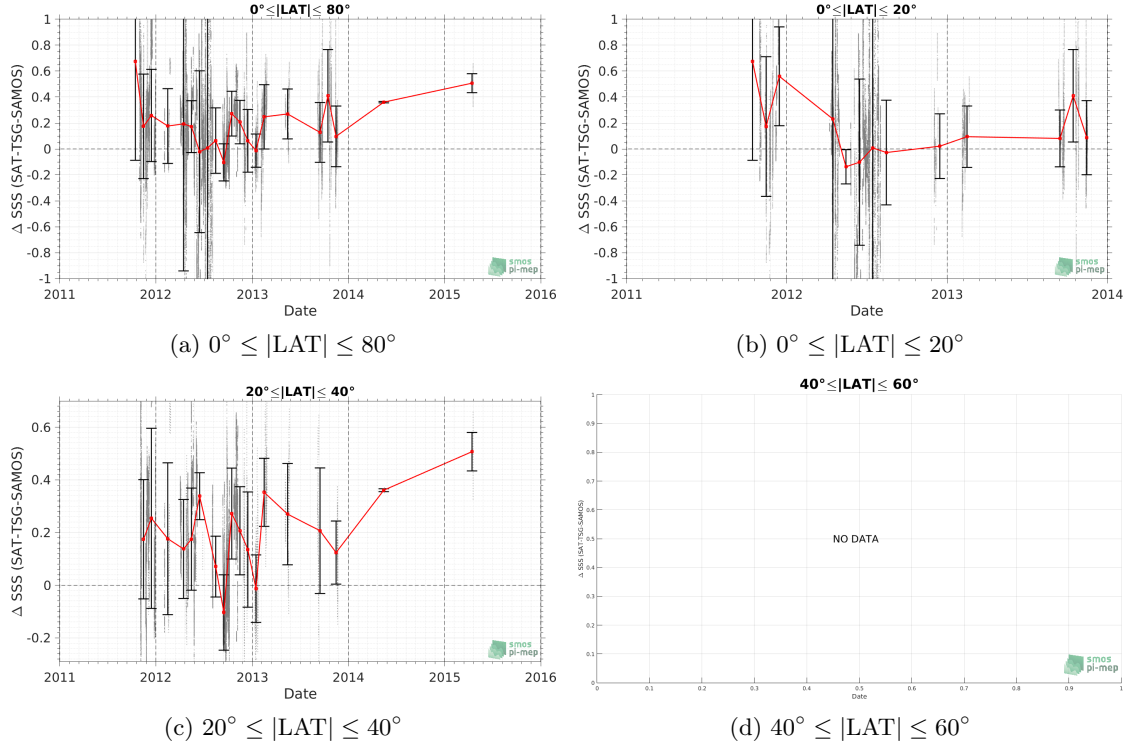 0°≤|LAT|≤ 80°
1
0.8
0.6
0.4
0.2
0
-0.2
-0.4
-0.6
-0.8
-1
Δ SSS (SAT-TSG-SAMOS)
2011 2012 2013 2014 2015 2016
Date
smos
pi-mep
(a) 0° ≤ |LAT| ≤ 80°
0°≤|LAT|≤ 20°
1
0.8
0.6
0.4
0.2
0
-0.2
-0.4
-0.6
-0.8
-1
Δ SSS (SAT-TSG-SAMOS)
2011 2012 2013 2014
Date
smos
pi-mep
(b) 0° ≤ |LAT| ≤ 20°
20°≤|LAT|≤ 40°
0.6
0.4
0.2
0
-0.2
Δ SSS (SAT-TSG-SAMOS)
2011 2012 2013 2014 2015 2016
Date
smos
pi-mep
(c) 20° ≤ |LAT| ≤ 40°
40°≤|LAT|≤ 60°
1
0.9
0.8
0.7
0.6
0.5
0.4
0.3
0.2
0.1
0
Δ SSS (SAT-TSG-SAMOS)
NO DATA
0 0.1 0.2 0.3 0.4 0.5 0.6 0.7 0.8 0.9 1
Date
smos
pi-mep
(d) 40° ≤ |LAT| ≤ 60°